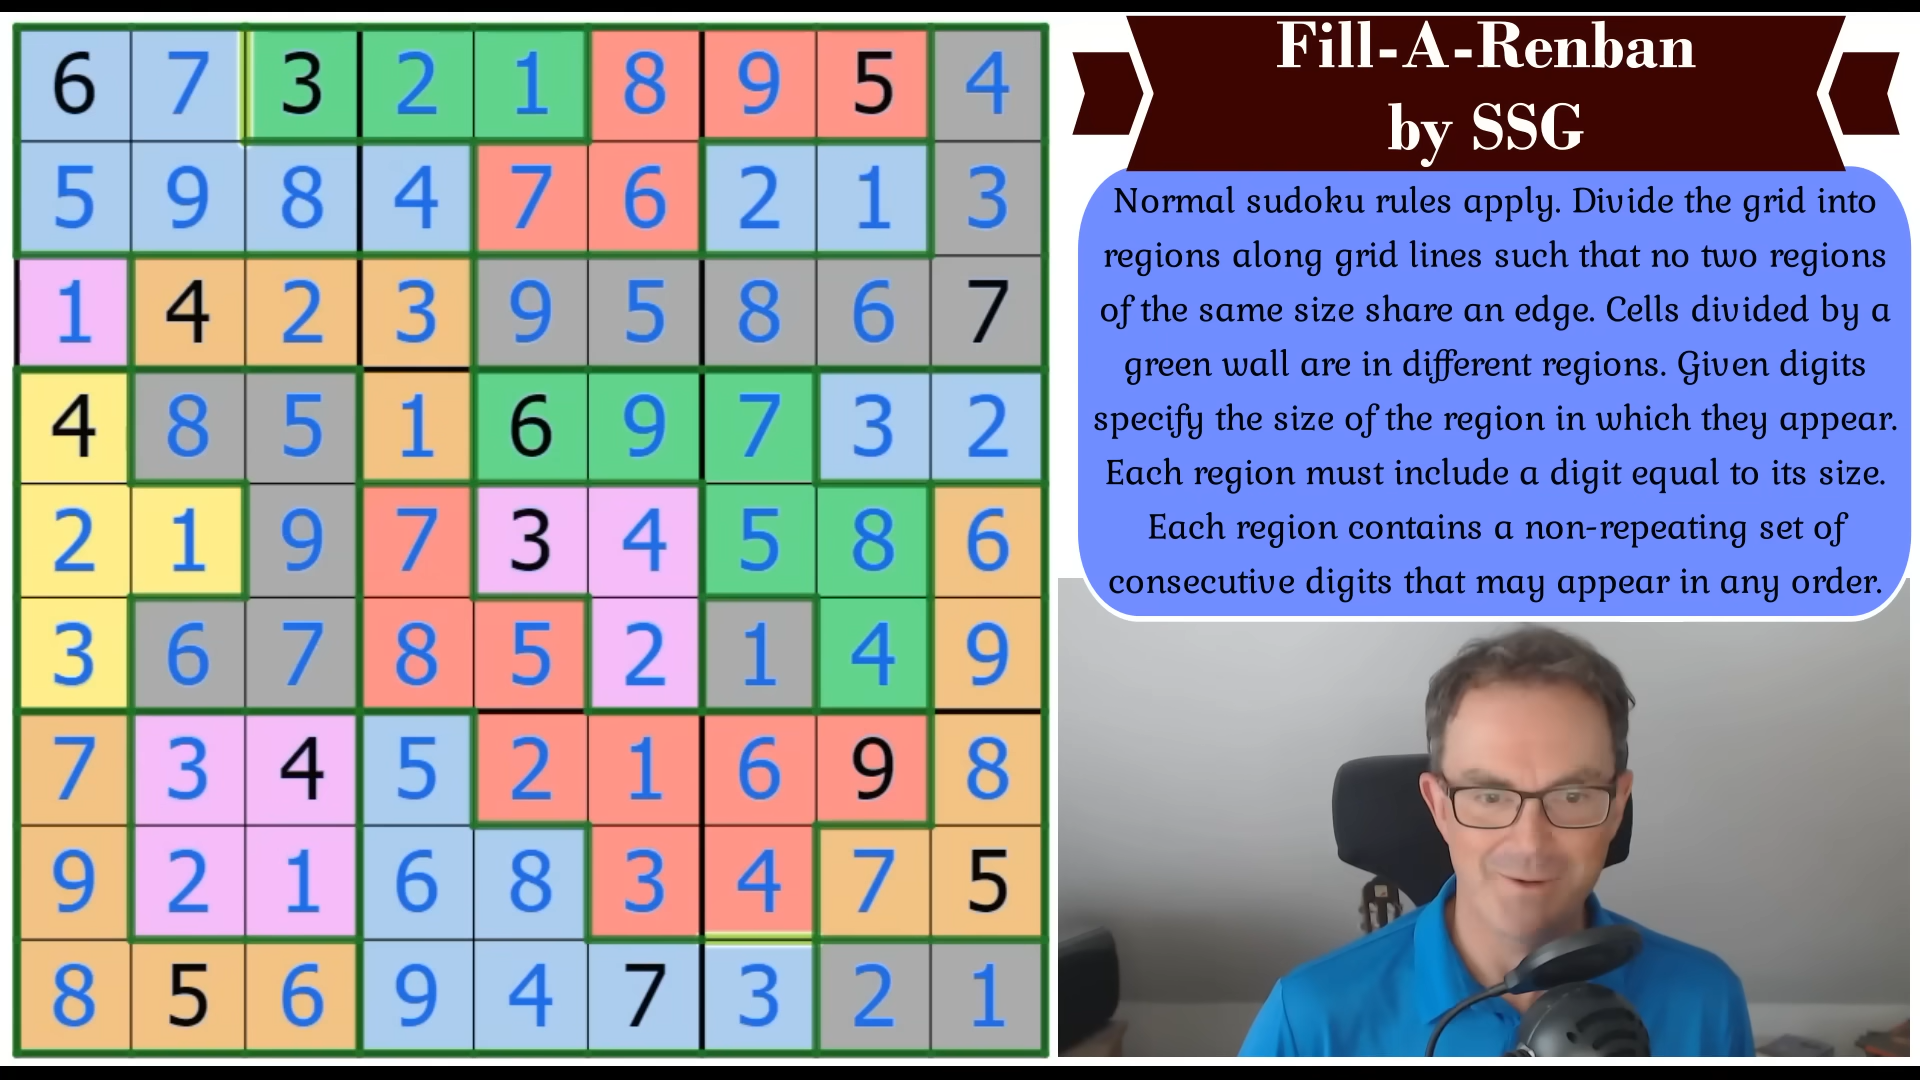 Fill-A-Renban
by SSG
Normal sudoku rules apply. Divide the grid into
regions along grid lines such that no two regions
of the same size share an edge. Cells divided by a
green wall are in different regions. Given digits
specify the size of the region in which they appear.
Each region must include a digit equal to its size.
Each region contains a non-repeating set of
consecutive digits that may appear in any order.
6 7 3 2 1 8 9 5 4
5 9 8 4 7 6 2 1 3
1 4 2 3 9 5 8 6 7
4 8 5 1 6 9 7 3 2
2 1 9 7 3 4 5 8 6
3 6 7 8 5 2 1 4 9
7 3 4 5 2 1 6 9 8
9 2 1 6 8 3 4 7 5
8 5 6 9 4 7 3 2 1